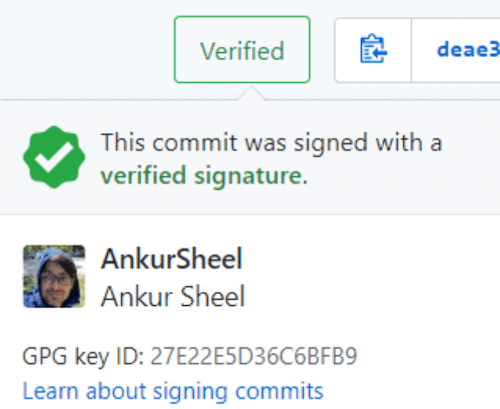 Verified
deae3
This commit was signed with a
verified signature.
AnkurSheel
Ankur Sheel
GPG key ID: 27E22E5D36C6BFB9
Learn about signing commits